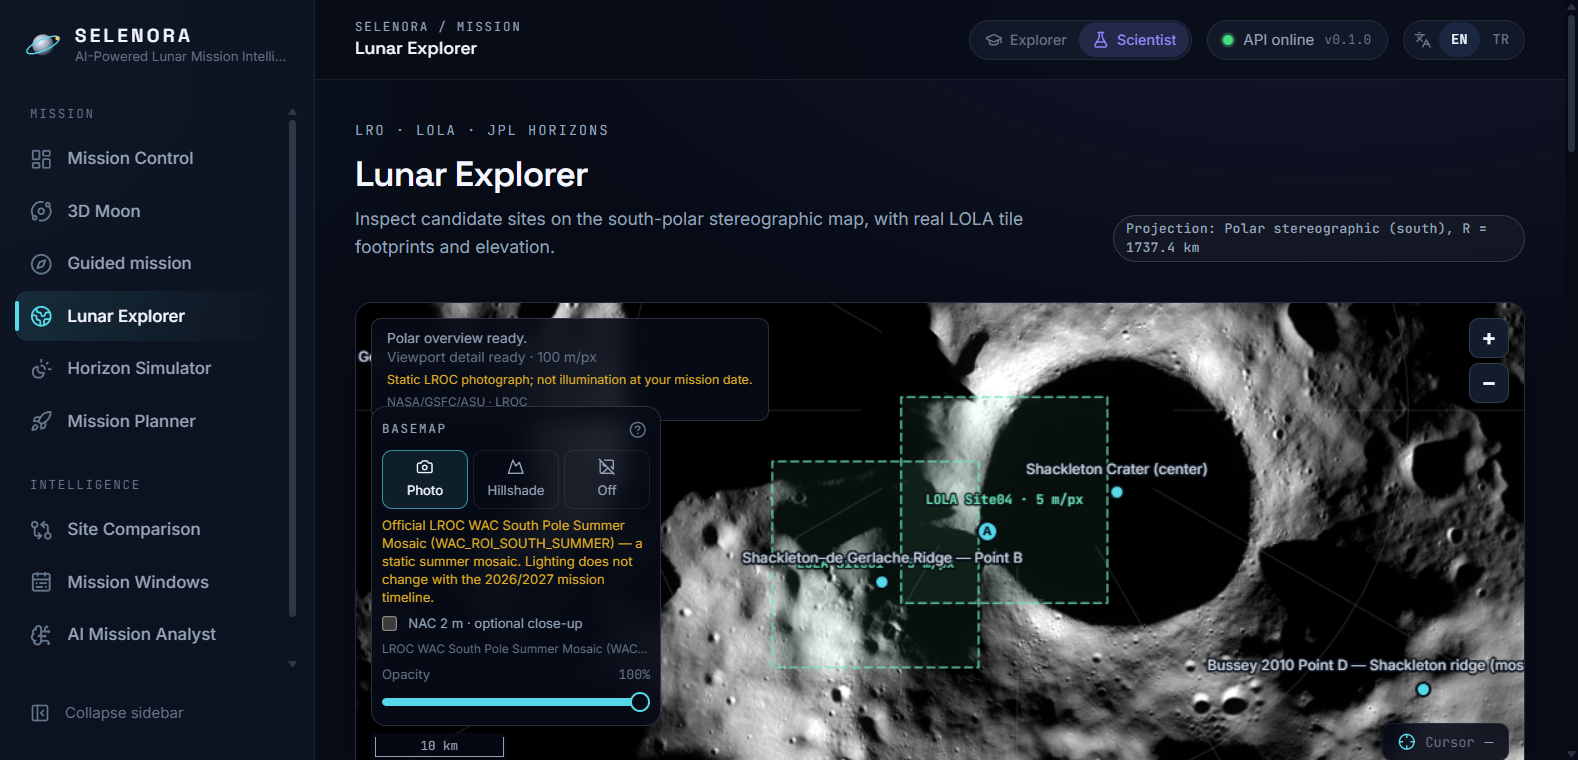 SELENORA
AI-Powered Lunar Mission Intelli...
MISSION
Mission Control
3D Moon
Guided mission
Lunar Explorer
Horizon Simulator
Mission Planner
INTELLIGENCE
Site Comparison
Mission Windows
AI Mission Analyst
Collapse sidebar
SELENORA / MISSION
Lunar Explorer
Explorer
Scientist
API online v0.1.0
EN
TR
LRO · LOLA · JPL HORIZONS
Lunar Explorer
Inspect candidate sites on the south-polar stereographic map, with real LOLA tile
footprints and elevation.
Projection: Polar stereographic (south), R =
1737.4 km
Polar overview ready.
Viewport detail ready · 100 m/px
Static LROC photograph; not illumination at your mission date.
NASA/GSFC/ASU · LROC
BASEMAP
Photo
Hillshade
Off
Official LROC WAC South Pole Summer
Mosaic (WAC_ROI_SOUTH_SUMMER) — a
static summer mosaic. Lighting does not
change with the 2026/2027 mission
timeline.
NAC 2 m · optional close-up
LROC WAC South Pole Summer Mosaic (WAC...
Opacity 100%
10 km
+
−
Shackleton Crater (center)
LOLA Site04 · 5 m/px
A
Shackleton–de Gerlache Ridge — Point B
Bussey 2010 Point D — Shackleton ridge (mos
Cursor —